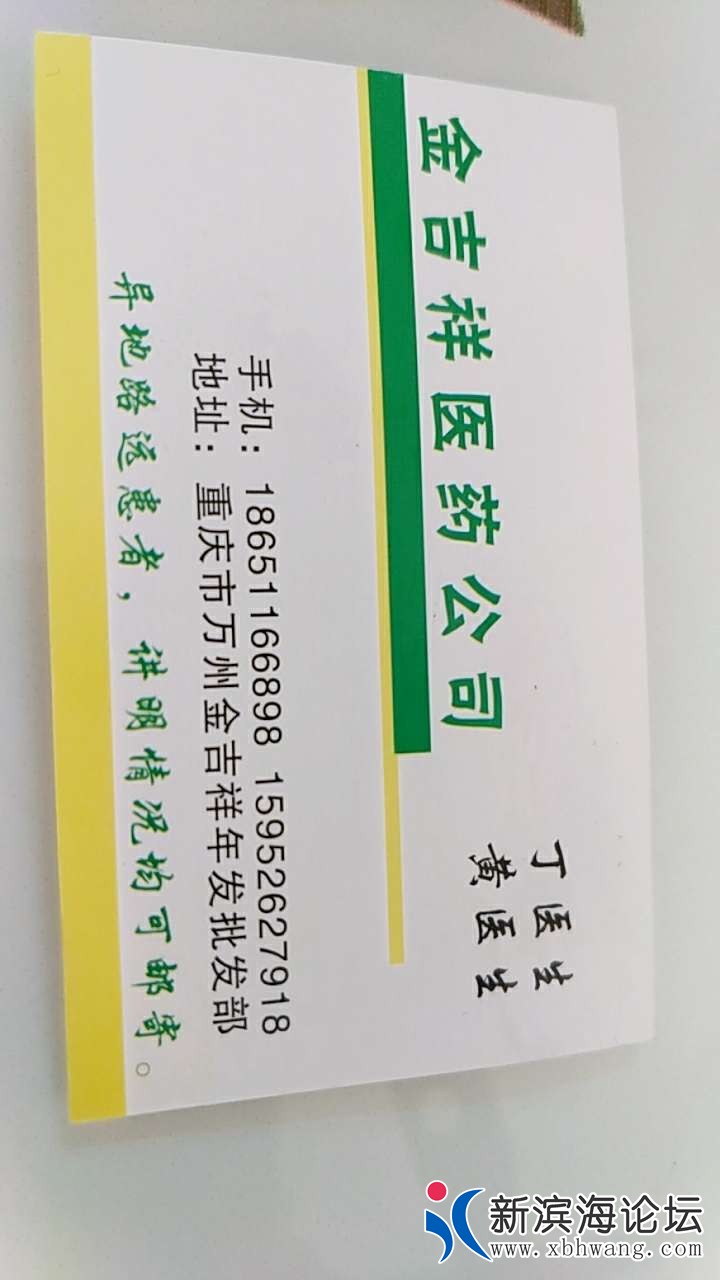 金吉祥医药公司
丁医生
黄医生
手机：18651166898 15952627918
地址：重庆市万州金吉祥年发批发部
异地路远患者，讲明情况均可邮寄。
新滨海论坛
www.xbhwang.com